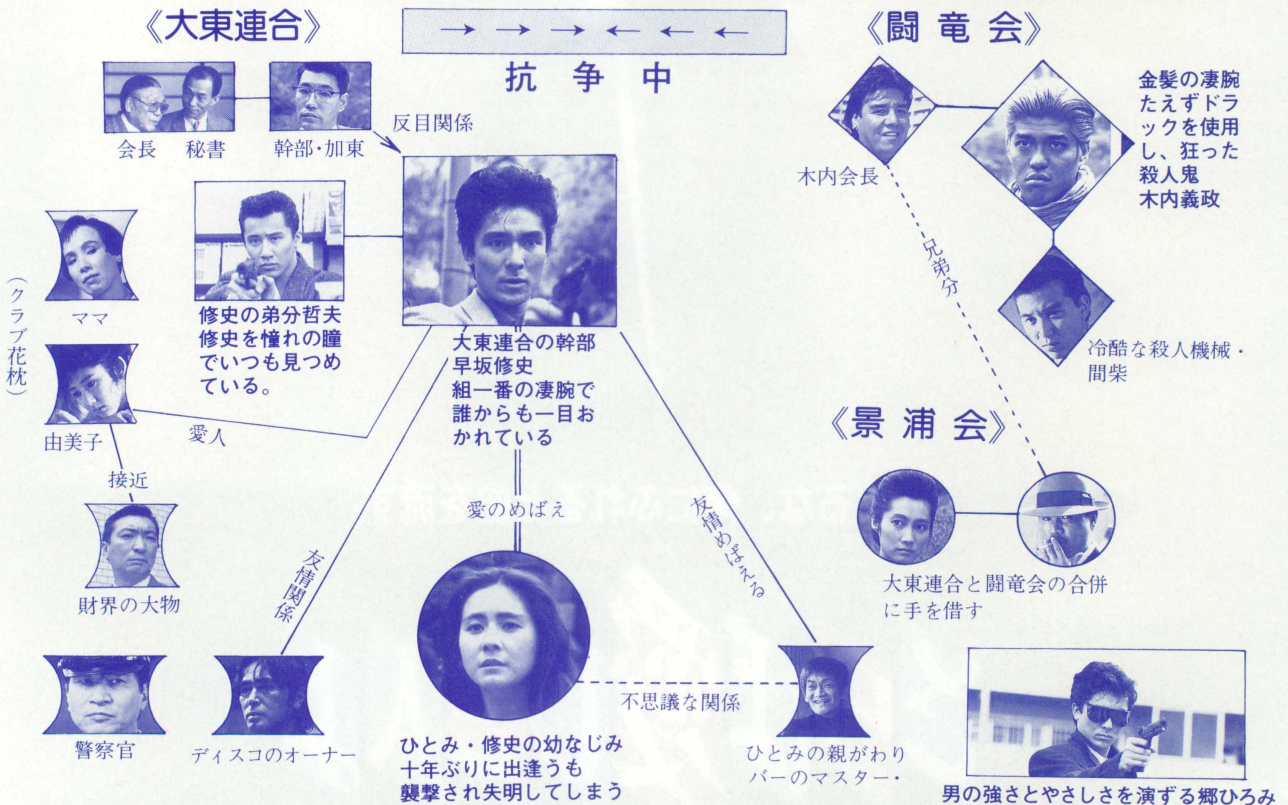 《大東連合》
抗争中
《闘竜会》
会長
秘書
幹部・加東
反目関係
木内会長
金髪の凄腕
たえずドラ
ックを使用
し、狂った
殺人鬼
木内義政
兄弟分
冷酷な殺人機械・
間柴
(クラブ花枕)
ママ
由美子
愛人
接近
財界の大物
修史の弟分哲夫
修史を憧れの瞳
でいつも見つめ
ている。
大東連合の幹部
早坂修史
組一番の凄腕で
誰からも一目お
かれている
愛のめばえ
友情関係
友情めばえる
《景浦会》
大東連合と闘竜会の合併
に手を借す
警察官
ディスコのオーナー
ひとみ・修史の幼なじみ
十年ぶりに出逢うも
襲撃され失明してしまう
不思議な関係
ひとみの親がわり
バーのマスター・
男の強さとやさしさを演ずる郷ひろみ